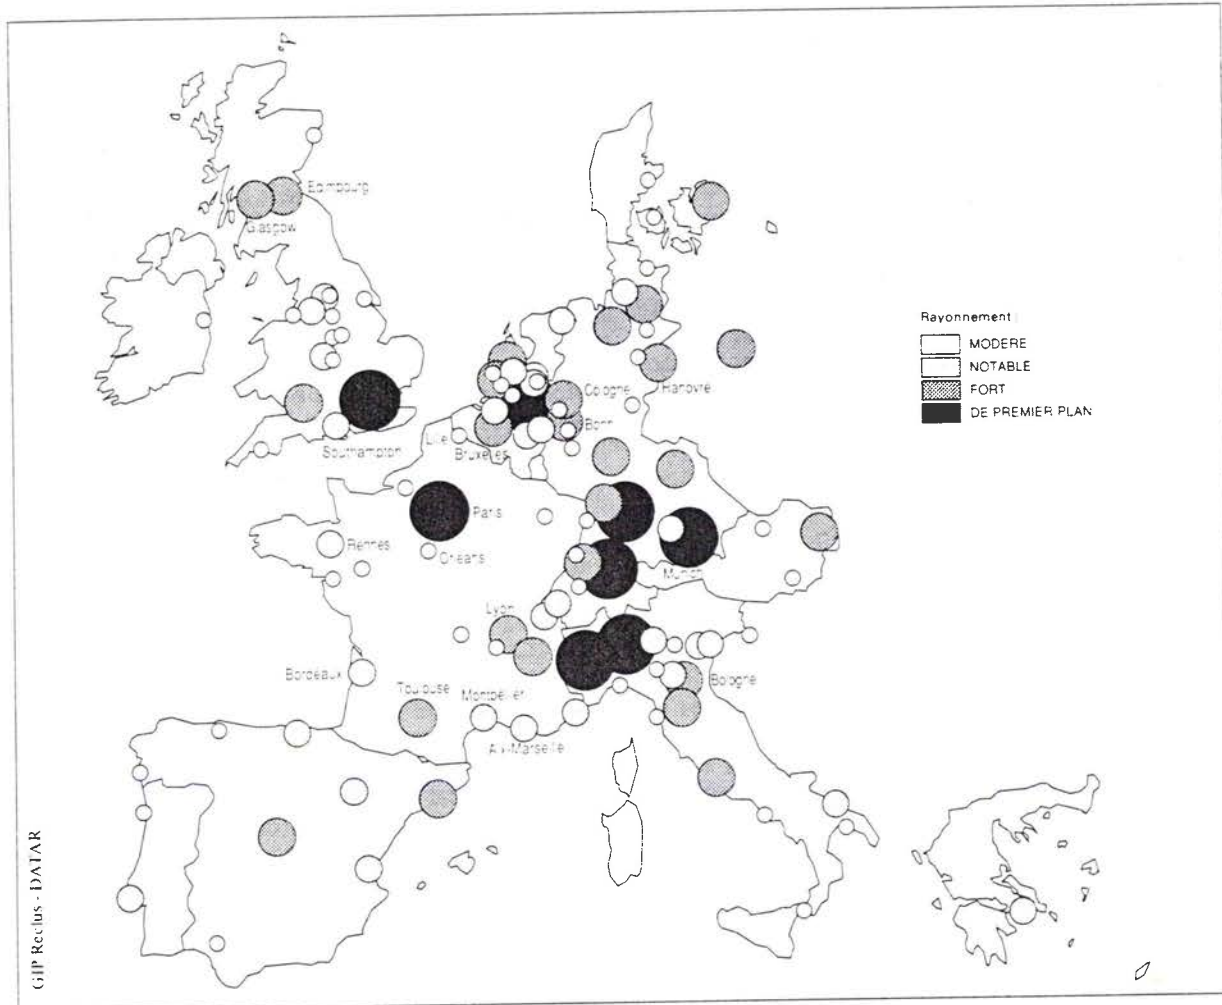 Edimbourg
Glasgow
Rayonnement :
MODERE
NOTABLE
FORT
DE PREMIER PLAN
Cologne
Hanovre
Bonn
Lille
Bruxelles
Southampton
Paris
Rennes
Orléans
Munich
Lyon
Bordeaux
Toulouse
Montpellier
Bologne
Aix-Marseille
GIP Reclus - DATAR